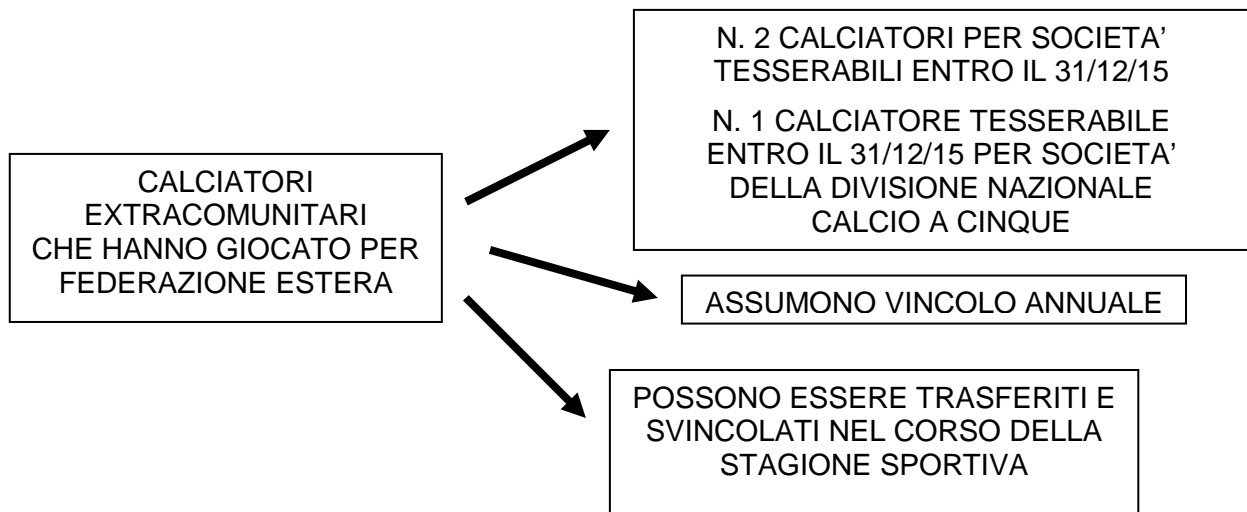 CALCIATORI
EXTRACOMUNITARI
CHE HANNO GIOCATO PER
FEDERAZIONE ESTERA
N. 2 CALCIATORI PER SOCIETA’
TESSERABILI ENTRO IL 31/12/15
N. 1 CALCIATORE TESSERABILE
ENTRO IL 31/12/15 PER SOCIETA’
DELLA DIVISIONE NAZIONALE
CALCIO A CINQUE
ASSUMONO VINCOLO ANNUALE
POSSONO ESSERE TRASFERITI E
SVINCOLATI NEL CORSO DELLA
STAGIONE SPORTIVA